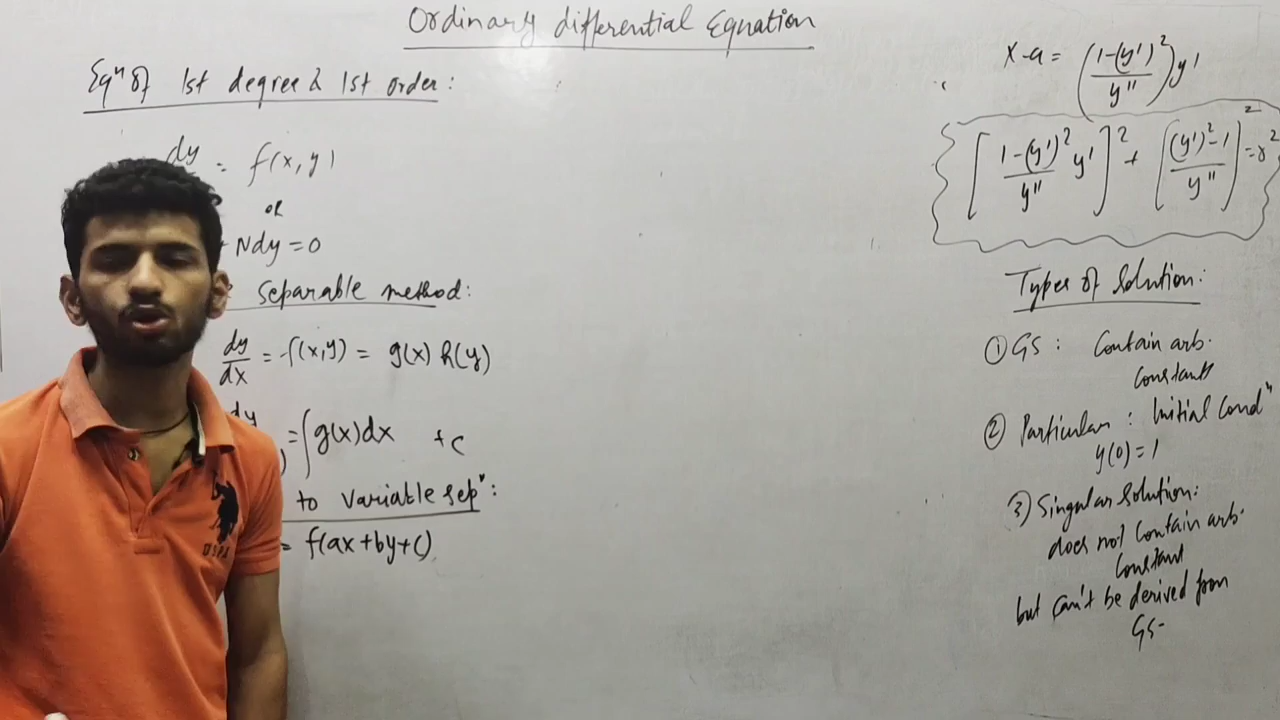 Ordinary differential Equation
Eqⁿ of 1st degree & 1st order:
dy = f(x, y)
OR
Ndy = 0
Separable method:
dy/dx = f(x,y) = g(x) h(y)
dy
= ∫g(x)dx + c
to variable sepⁿ:
= f(ax+by+c)
USPA
x-a = ((1-(y')²)/y'')y'
[(1-(y')²)/y'' y']² + [((y')²-1)/y'']² = r²
Types of Solution:
① GS : Contain arb.
constants
② Particular : Initial Condⁿ
y(0) = 1
③ Singular Solution:
does not contain arb.
constant
but can't be derived from
GS-